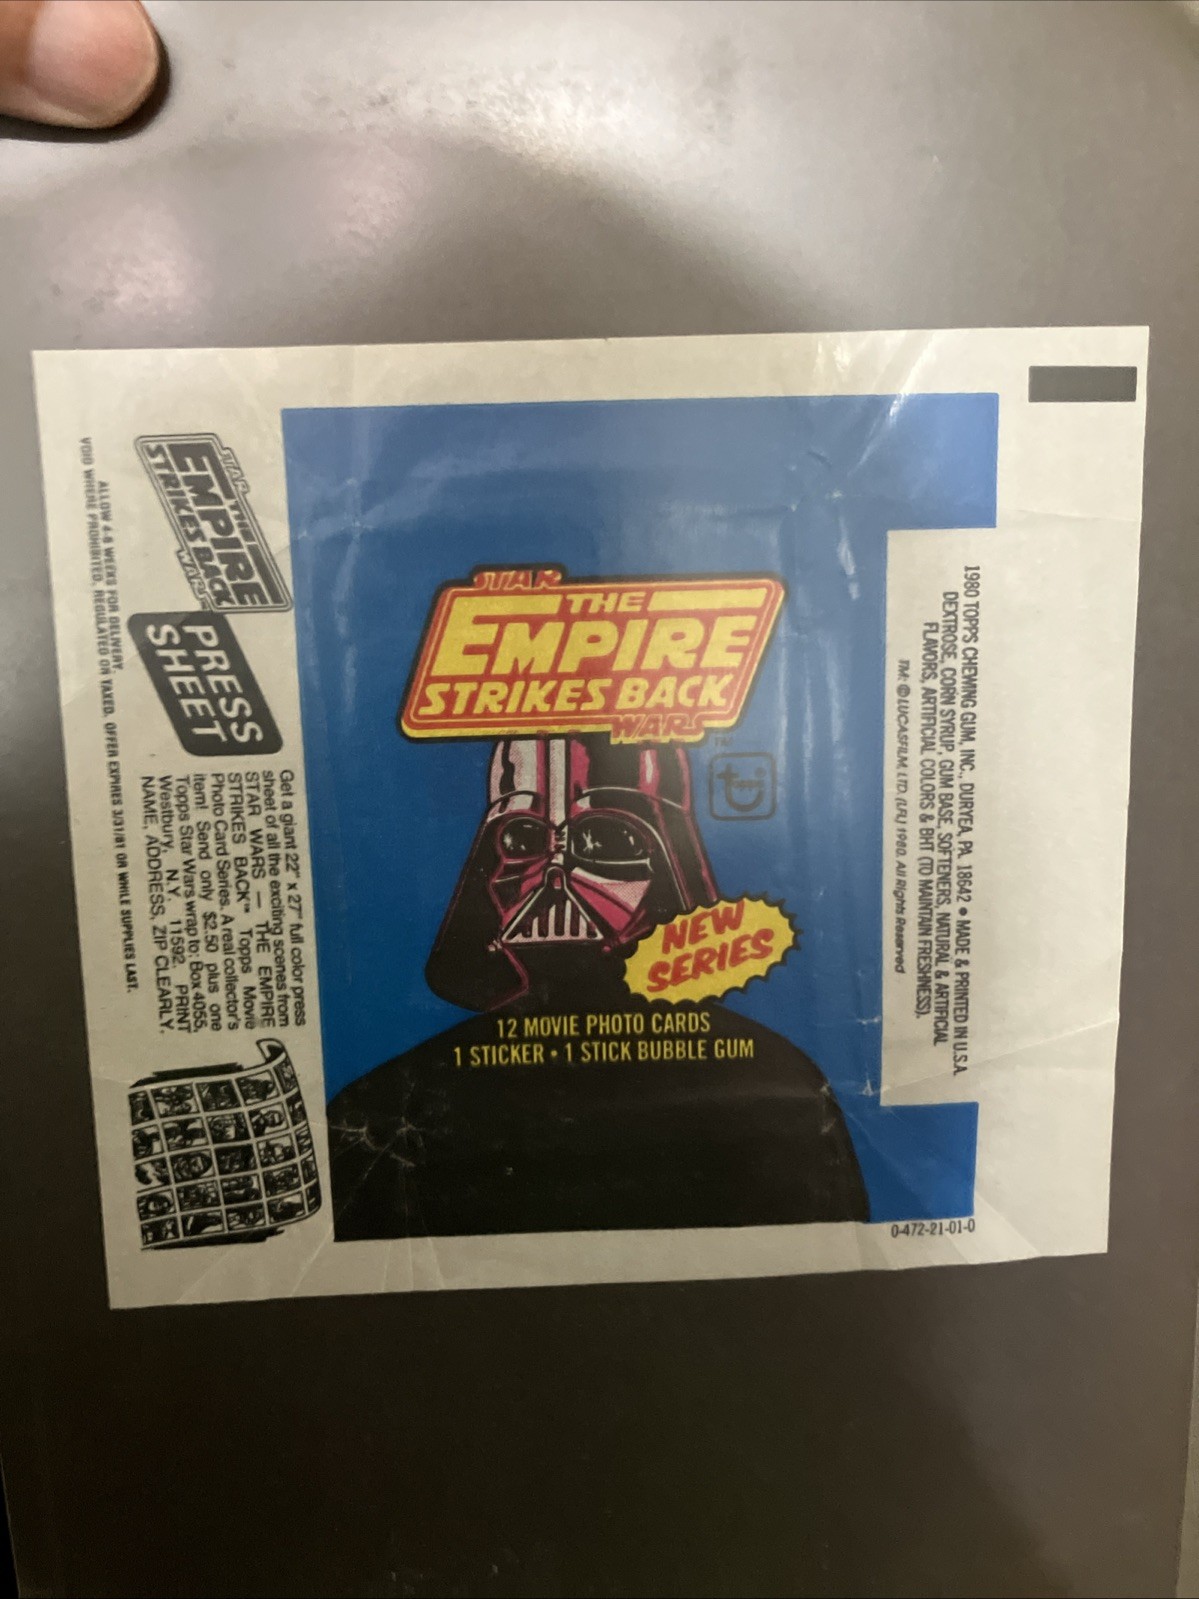 STAR
THE
EMPIRE
STRIKES BACK
WARS
TM
topps
NEW
SERIES
12 MOVIE PHOTO CARDS
1 STICKER • 1 STICK BUBBLE GUM
1980 TOPPS CHEWING GUM, INC., DURYEA, PA. 18642 • MADE & PRINTED IN U.S.A.
DEXTROSE, CORN SYRUP, GUM BASE, SOFTENERS, NATURAL & ARTIFICIAL
FLAVORS, ARTIFICIAL COLORS & BHT (TO MAINTAIN FRESHNESS).
TM: © LUCASFILM, LTD. (LFL) 1980. All Rights Reserved
0-472-21-01-0
STAR
THE
EMPIRE
STRIKES BACK
WARS
PRESS
SHEET
Get a giant 22" x 27" full color press
sheet of all the exciting scenes from
STAR WARS — THE EMPIRE
STRIKES BACK™ Topps Movie
Photo Card Series. A real collector's
item! Send only $2.50 plus one
Topps Star Wars wrap to: Box 4055,
Westbury, N.Y. 11592. PRINT
NAME, ADDRESS, ZIP CLEARLY.
ALLOW 4-6 WEEKS FOR DELIVERY.
VOID WHERE PROHIBITED, REGULATED OR TAXED. OFFER EXPIRES 3/31/81 OR WHILE SUPPLIES LAST.